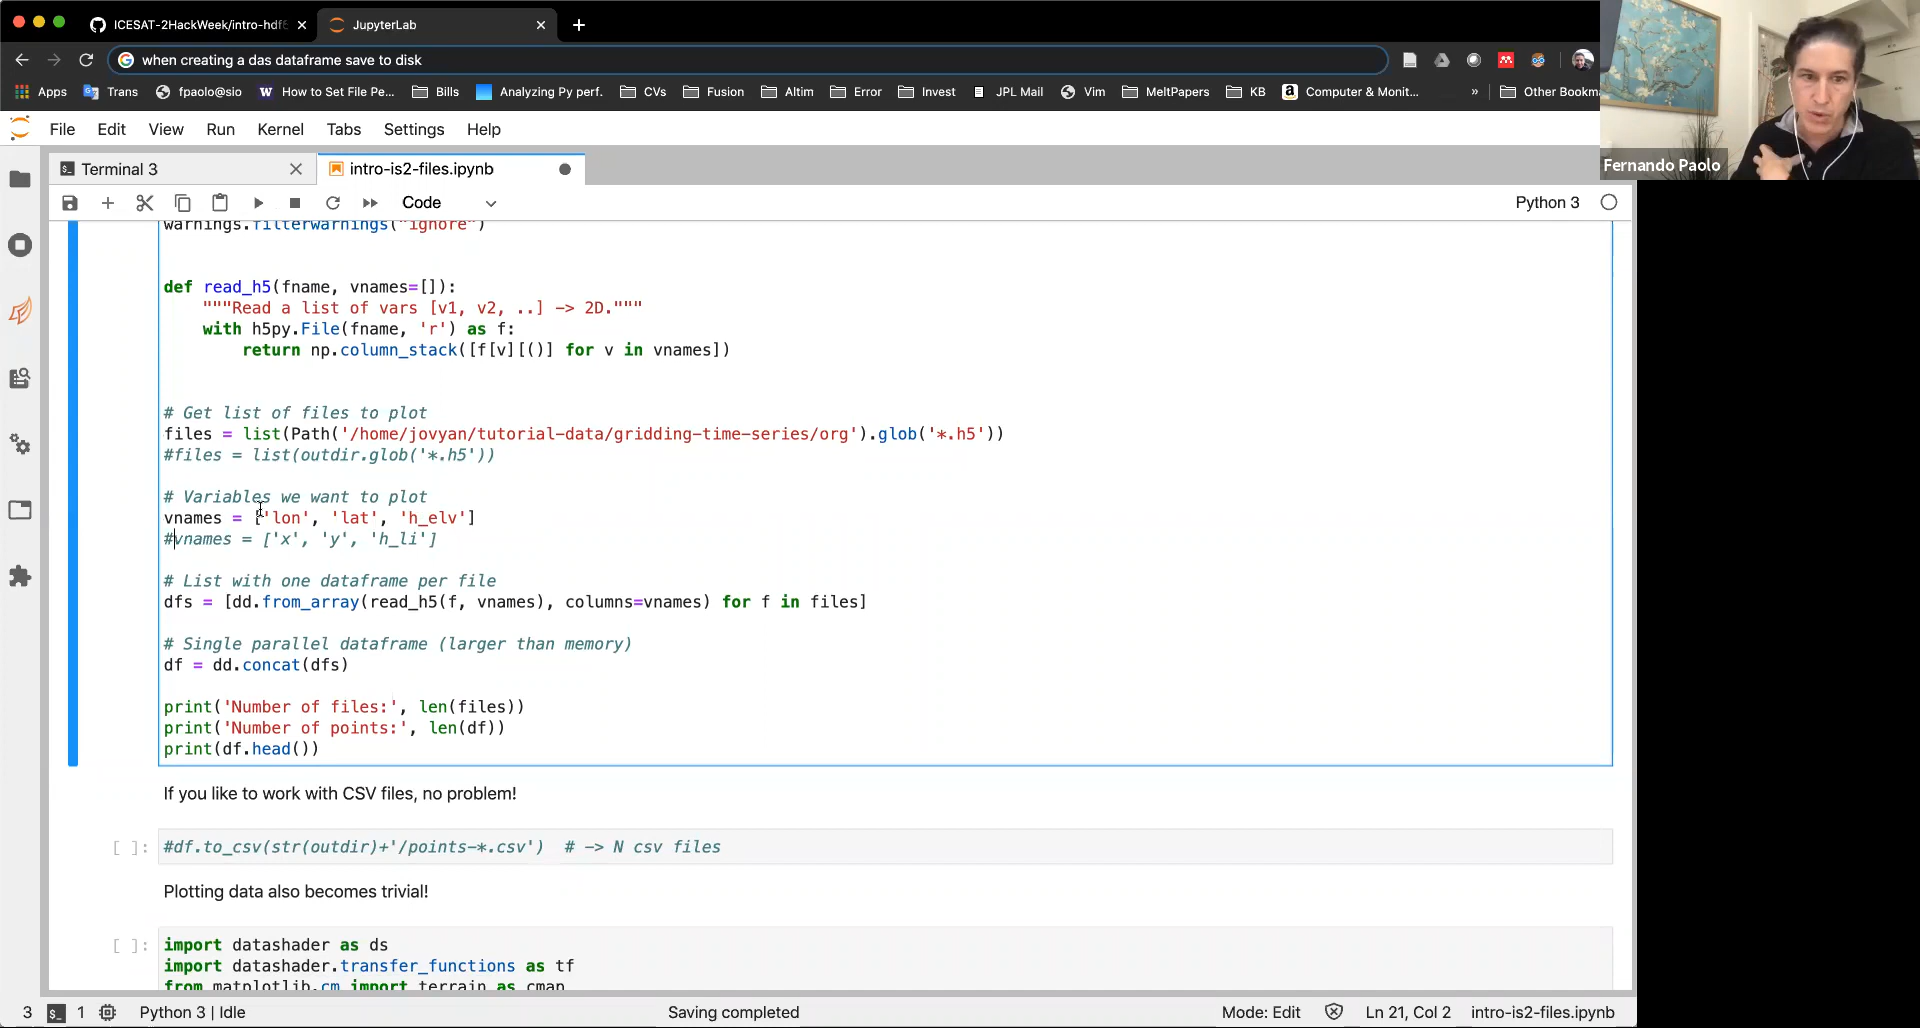 ICESAT-2HackWeek/intro-hdf5
JupyterLab
when creating a das dataframe save to disk
Apps
Trans
fpaolo@sio
How to Set File Pe...
Bills
Analyzing Py perf.
CVs
Fusion
Altim
Error
Invest
JPL Mail
Vim
MeltPapers
KB
Computer & Monit...
»
Other Bookma
Fernando Paolo
File Edit View Run Kernel Tabs Settings Help
Terminal 3
intro-is2-files.ipynb
Code
Python 3
warnings.filterwarnings("ignore")
def read_h5(fname, vnames=[]):
"""Read a list of vars [v1, v2, ..] -> 2D."""
with h5py.File(fname, 'r') as f:
return np.column_stack([f[v][()] for v in vnames])
# Get list of files to plot
files = list(Path('/home/jovyan/tutorial-data/gridding-time-series/org').glob('*.h5'))
#files = list(outdir.glob('*.h5'))
# Variables we want to plot
vnames = ['lon', 'lat', 'h_elv']
#vnames = ['x', 'y', 'h_li']
# List with one dataframe per file
dfs = [dd.from_array(read_h5(f, vnames), columns=vnames) for f in files]
# Single parallel dataframe (larger than memory)
df = dd.concat(dfs)
print('Number of files:', len(files))
print('Number of points:', len(df))
print(df.head())
If you like to work with CSV files, no problem!
[ ]: #df.to_csv(str(outdir)+'/points-*.csv')  # -> N csv files
Plotting data also becomes trivial!
[ ]: import datashader as ds
import datashader.transfer_functions as tf
from matplotlib.cm import terrain as cmap
3 $_ 1 Python 3 | Idle Saving completed Mode: Edit Ln 21, Col 2 intro-is2-files.ipynb